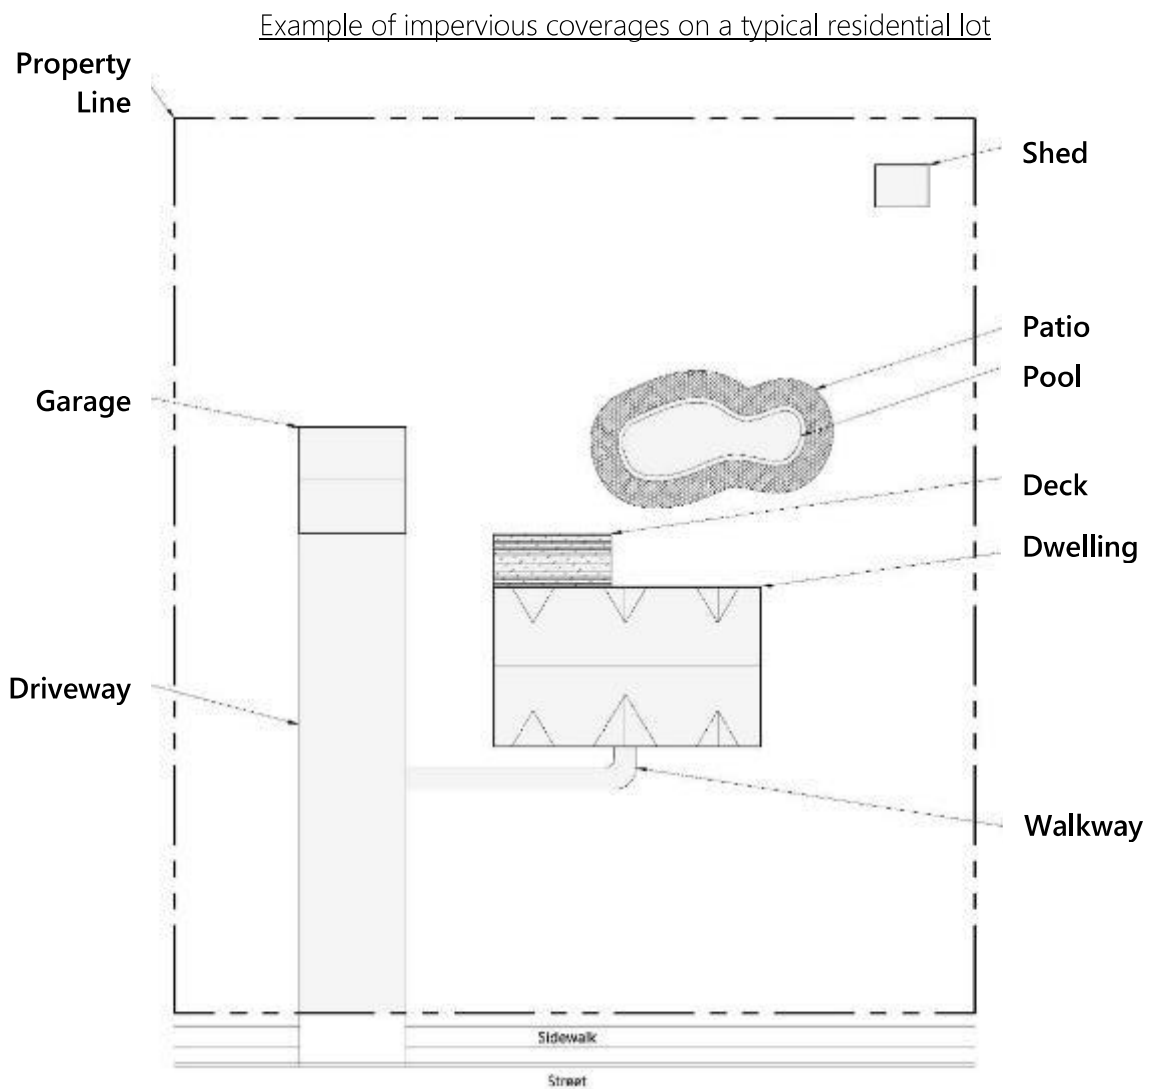 Example of impervious coverages on a typical residential lot
Property
Line
Shed
Patio
Pool
Garage
Deck
Dwelling
Driveway
Walkway
Sidewalk
Street